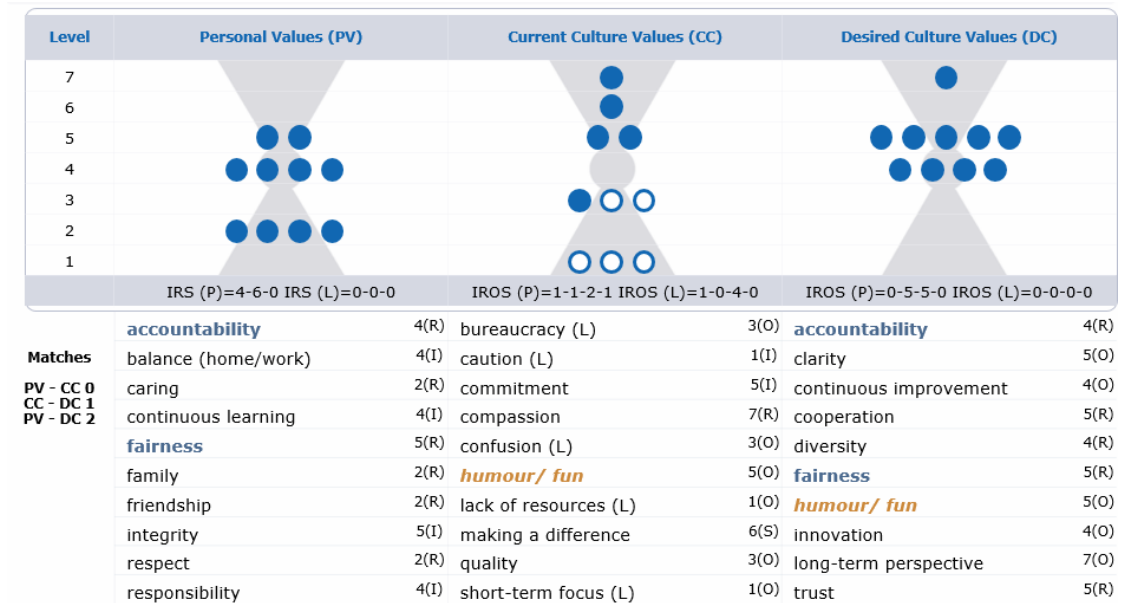 Level Personal Values (PV) Current Culture Values (CC) Desired Culture Values (DC)
7
6
5
4
3
2
1
IRS (P)=4-6-0 IRS (L)=0-0-0 IROS (P)=1-1-2-1 IROS (L)=1-0-4-0 IROS (P)=0-5-5-0 IROS (L)=0-0-0-0
accountability 4(R) bureaucracy (L) 3(O) accountability 4(R)
Matches balance (home/work) 4(I) caution (L) 1(I) clarity 5(O)
PV - CC 0 caring 2(R) commitment 5(I) continuous improvement 4(O)
CC - DC 1
PV - DC 2 continuous learning 4(I) compassion 7(R) cooperation 5(R)
fairness 5(R) confusion (L) 3(O) diversity 4(R)
family 2(R) humour/ fun 5(O) fairness 5(R)
friendship 2(R) lack of resources (L) 1(O) humour/ fun 5(O)
integrity 5(I) making a difference 6(S) innovation 4(O)
respect 2(R) quality 3(O) long-term perspective 7(O)
responsibility 4(I) short-term focus (L) 1(O) trust 5(R)